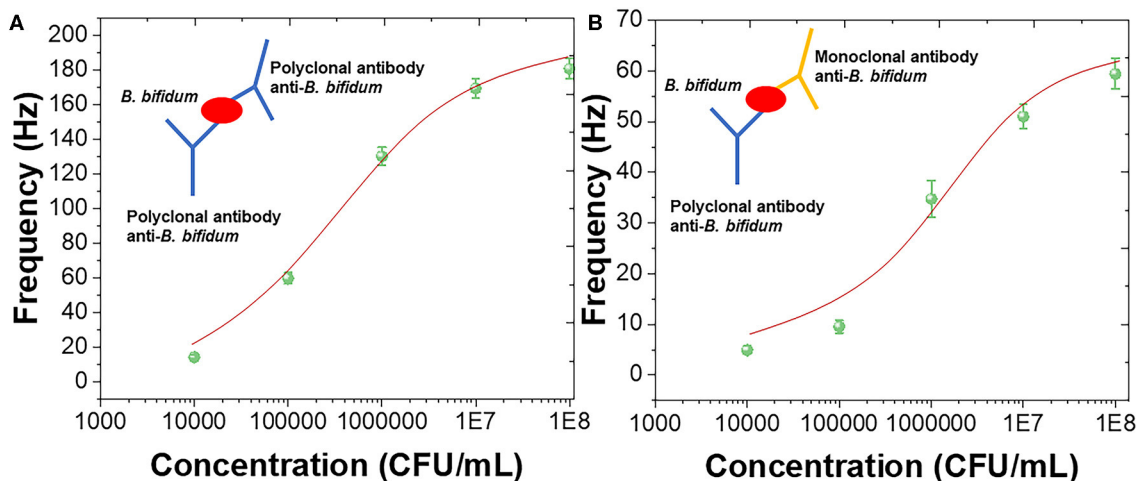 A
Frequency (Hz)
200
180
160
140
120
100
80
60
40
20
0
Polyclonal antibody
anti-B. bifidum
B. bifidum
Polyclonal antibody
anti-B. bifidum
1000 10000 100000 1000000 1E7 1E8
Concentration (CFU/mL)
B
Frequency (Hz)
70
60
50
40
30
20
10
0
Monoclonal antibody
anti-B. bifidum
B. bifidum
Polyclonal antibody
anti-B. bifidum
1000 10000 100000 1000000 1E7 1E8
Concentration (CFU/mL)